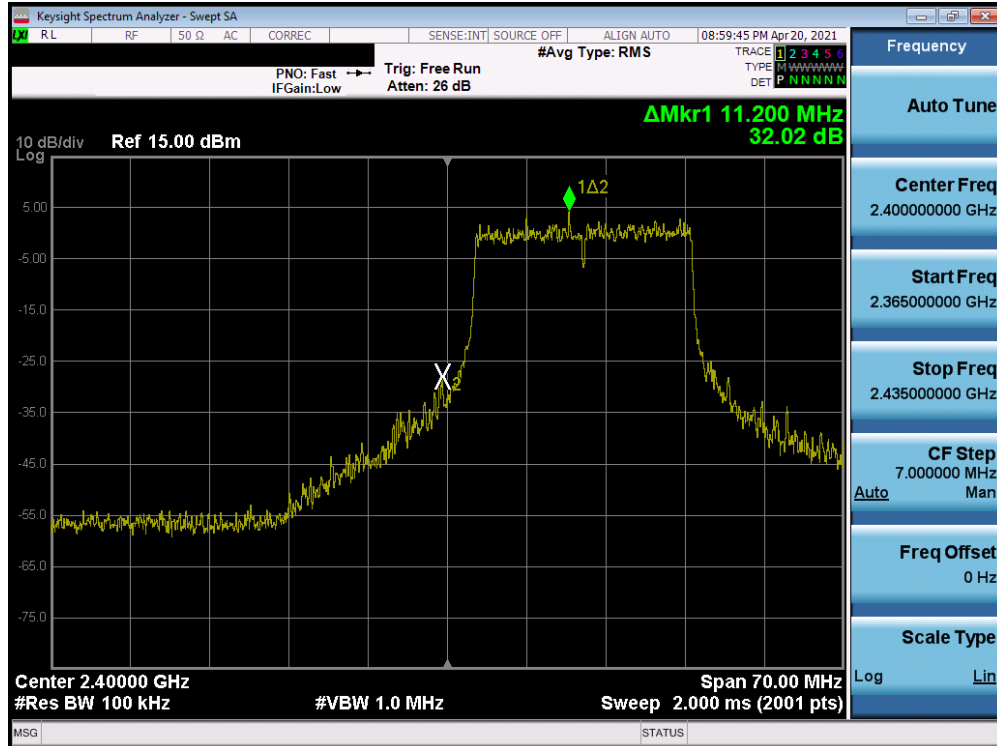 Keysight Spectrum Analyzer - Swept SA
LXI RL RF 50 Ω AC CORREC SENSE:INT SOURCE OFF ALIGN AUTO 08:59:45 PM Apr 20, 2021
#Avg Type: RMS TRACE 1 2 3 4 5 6
PNO: Fast Trig: Free Run TYPE M W W W W W
IFGain:Low Atten: 26 dB DET P N N N N N
ΔMkr1 11.200 MHz
32.02 dB
10 dB/div Ref 15.00 dBm
Log
1Δ2
5.00
-5.00
-15.0
-25.0
X2
-35.0
-45.0
-55.0
-65.0
-75.0
Center 2.40000 GHz Span 70.00 MHz
#Res BW 100 kHz #VBW 1.0 MHz Sweep 2.000 ms (2001 pts)
MSG STATUS
Frequency
Auto Tune
Center Freq
2.400000000 GHz
Start Freq
2.365000000 GHz
Stop Freq
2.435000000 GHz
CF Step
7.000000 MHz
Auto Man
Freq Offset
0 Hz
Scale Type
Log Lin